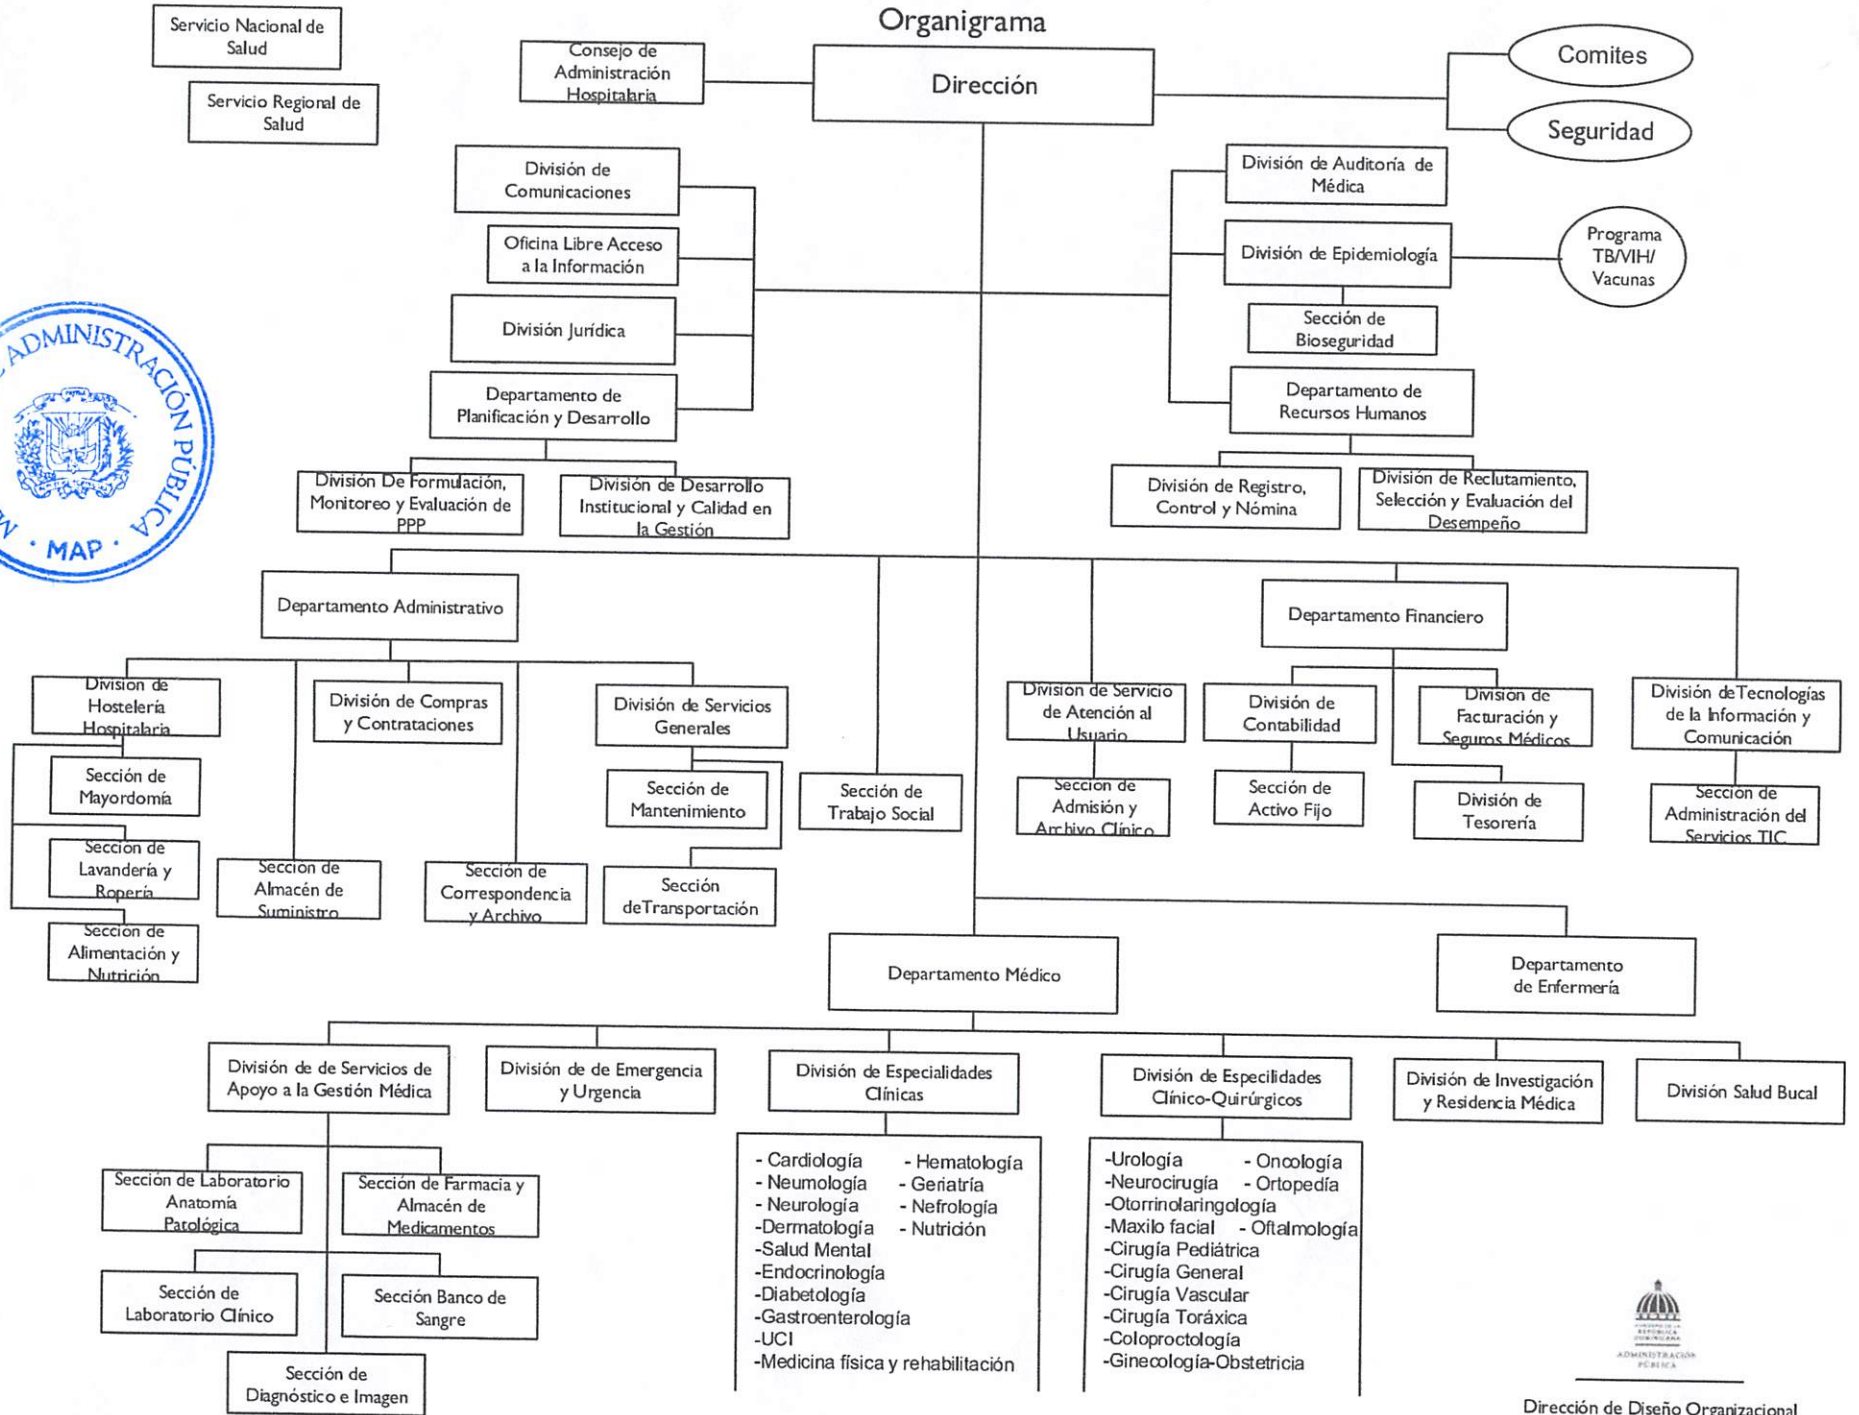 Organigrama
Servicio Nacional de
Salud
Servicio Regional de
Salud
Consejo de
Administración
Hospitalaria
Dirección
Comites
Seguridad
División de
Comunicaciones
Oficina Libre Acceso
a la Información
División Jurídica
Departamento de
Planificación y Desarrollo
División De Formulación,
Monitoreo y Evaluación de
PPP
División de Desarrollo
Institucional y Calidad en
la Gestión
División de Auditoría de
Médica
División de Epidemiología
Programa
TB/VIH/
Vacunas
Sección de
Bioseguridad
Departamento de
Recursos Humanos
División de Registro,
Control y Nómina
División de Reclutamiento,
Selección y Evaluación del
Desempeño
ADMINISTRACIÓN PÚBLICA
· MAP ·
Departamento Administrativo
Departamento Financiero
División de
Hostelería
Hospitalaria
División de Compras
y Contrataciones
División de Servicios
Generales
División de Servicio
de Atención al
Usuario
División de
Contabilidad
División de
Facturación y
Seguros Médicos
División deTecnologías
de la Información y
Comunicación
Sección de
Mayordomía
Sección de
Mantenimiento
Sección de
Trabajo Social
Sección de
Admisión y
Archivo Clínico
Sección de
Activo Fijo
División de
Tesorería
Sección de
Administración del
Servicios TIC
Sección de
Lavandería y
Ropería
Sección de
Almacén de
Suministro
Sección de
Correspondencia
y Archivo
Sección
deTransportación
Sección de
Alimentación y
Nutrición
Departamento Médico
Departamento
de Enfermería
División de de Servicios de
Apoyo a la Gestión Médica
División de de Emergencia
y Urgencia
División de Especialidades
Clínicas
División de Especilidades
Clínico-Quirúrgicos
División de Investigación
y Residencia Médica
División Salud Bucal
Sección de Laboratorio
Anatomía
Patológica
Sección de Farmacia y
Almacén de
Medicamentos
Sección de
Laboratorio Clínico
Sección Banco de
Sangre
Sección de
Diagnóstico e Imagen
- Cardiología - Hematología
- Neumología - Geriatría
- Neurología - Nefrología
-Dermatología - Nutrición
-Salud Mental
-Endocrinología
-Diabetología
-Gastroenterología
-UCI
-Medicina física y rehabilitación
-Urología - Oncología
-Neurocirugía - Ortopedía
-Otorrinolaringología
-Maxilo facial - Oftalmología
-Cirugía Pediátrica
-Cirugía General
-Cirugía Vascular
-Cirugía Toráxica
-Coloproctología
-Ginecología-Obstetricia
REPÚBLICA
DOMINICANA
ADMINISTRACIÓN
PÚBLICA
Dirección de Diseño Organizacional